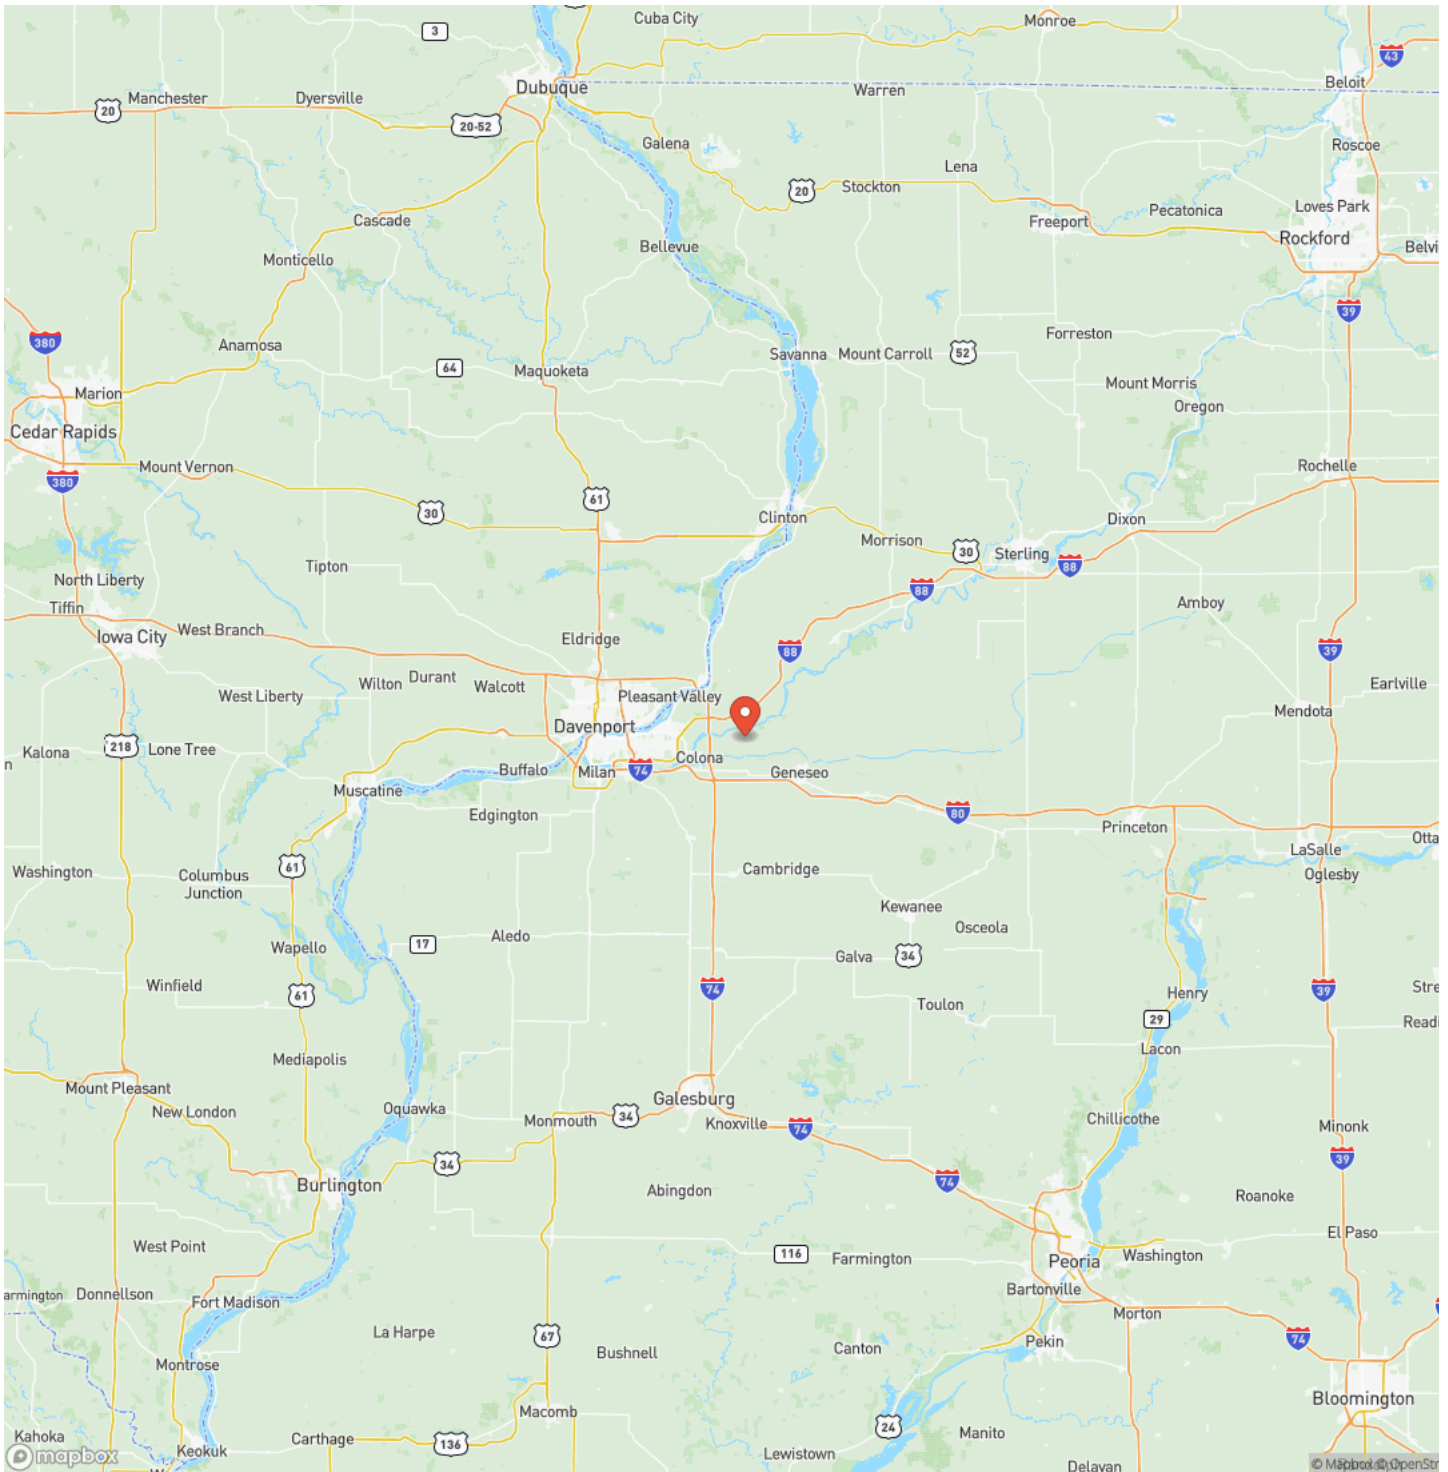 Cuba City
Monroe
3
43
Dubuque
Beloit
Manchester
Dyersville
Warren
20
20-52
Galena
Roscoe
Lena
20
Stockton
Loves Park
Pecatonica
Cascade
Freeport
Rockford
Belvi
Bellevue
Monticello
39
380
Forreston
Anamosa
Savanna
Mount Carroll
52
64
Maquoketa
Mount Morris
Marion
Oregon
Cedar Rapids
Mount Vernon
Rochelle
380
61
30
Clinton
Dixon
Morrison
30
Sterling
88
Tipton
North Liberty
88
Tiffin
Amboy
Iowa City
West Branch
Eldridge
88
39
Durant
Wilton
Walcott
Earlville
West Liberty
Pleasant Valley
Mendota
Davenport
Kalona
218
Lone Tree
n
Colona
Buffalo
Milan
74
Geneseo
Muscatine
Edgington
80
Princeton
Otta
LaSalle
61
Washington
Columbus
Junction
Cambridge
Oglesby
Kewanee
Osceola
Aledo
17
Wapello
Galva
34
Winfield
61
74
Toulon
Henry
39
Stre
29
Readi
Lacon
Mediapolis
Mount Pleasant
New London
Oquawka
Galesburg
Monmouth
34
Knoxville
74
Chillicothe
Minonk
34
39
Burlington
Abingdon
74
Roanoke
West Point
116
Farmington
El Paso
Washington
Peoria
armington
Donnellson
Fort Madison
Bartonville
Morton
La Harpe
67
Bushnell
Canton
Pekin
74
Montrose
Bloomington
Macomb
24
Manito
Kahoka
Keokuk
Carthage
136
Lewistown
Delavan
mapbox
© Mapbox © OpenStr